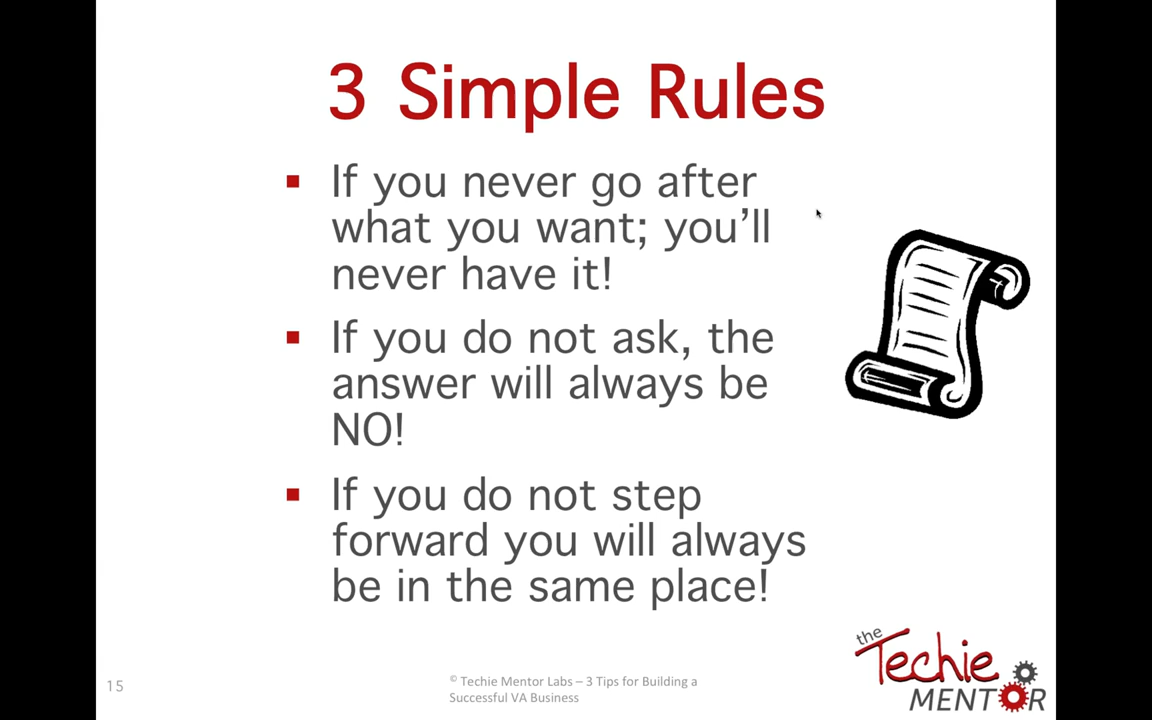 3 Simple Rules
▪ If you never go after
what you want; you’ll
never have it!
▪ If you do not ask, the
answer will always be
NO!
▪ If you do not step
forward you will always
be in the same place!
the
Techie
MENTOR
15
© Techie Mentor Labs – 3 Tips for Building a
Successful VA Business